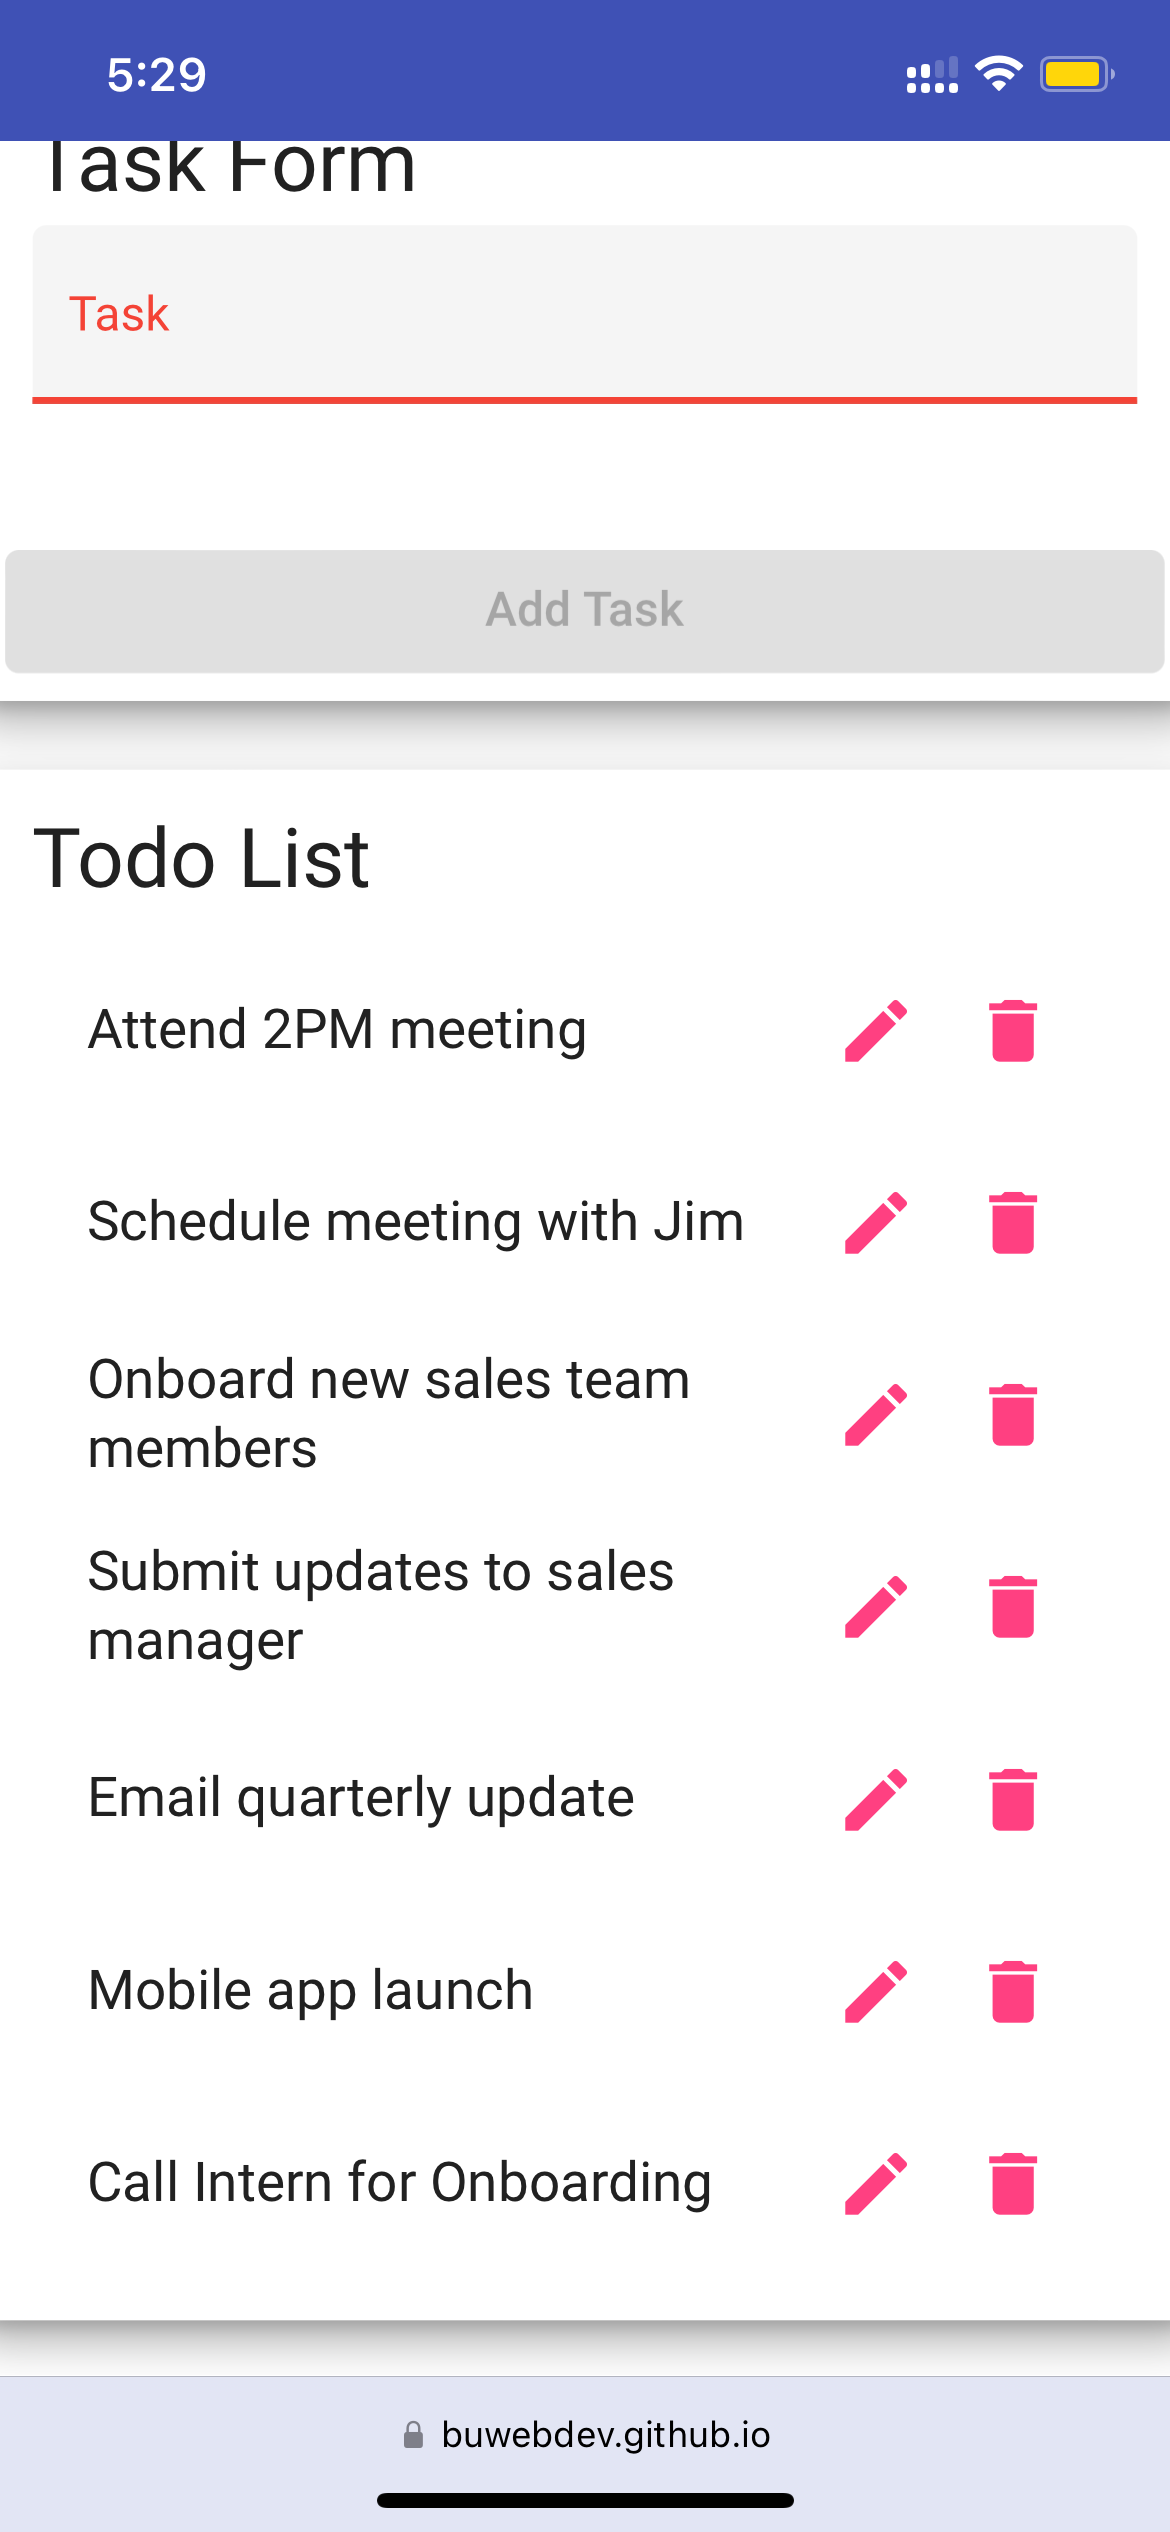 5:29
Task Form
Task
Add Task
Todo List
Attend 2PM meeting
Schedule meeting with Jim
Onboard new sales team
members
Submit updates to sales
manager
Email quarterly update
Mobile app launch
Call Intern for Onboarding
buwebdev.github.io